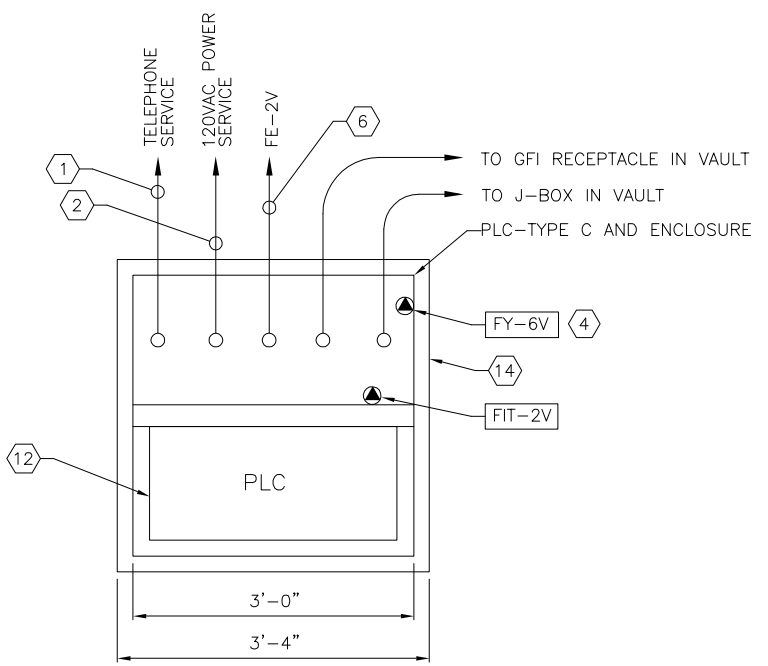 TELEPHONE
SERVICE
120VAC POWER
SERVICE
FE-2V
6
1
2
TO GFI RECEPTACLE IN VAULT
TO J-BOX IN VAULT
PLC-TYPE C AND ENCLOSURE
FY-6V
4
14
FIT-2V
12
PLC
3'-0"
3'-4"